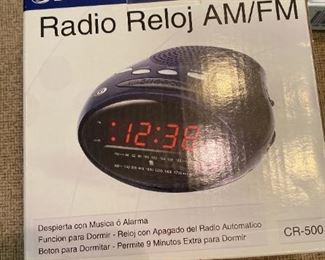 Radio Reloj AM/FM
12:38
Despierta con Musica ó Alarma
Funcion para Dormir - Reloj con Apagado del Radio Automatico
Boton para Dormitar - Permite 9 Minutos Extra para Dormir
CR-500